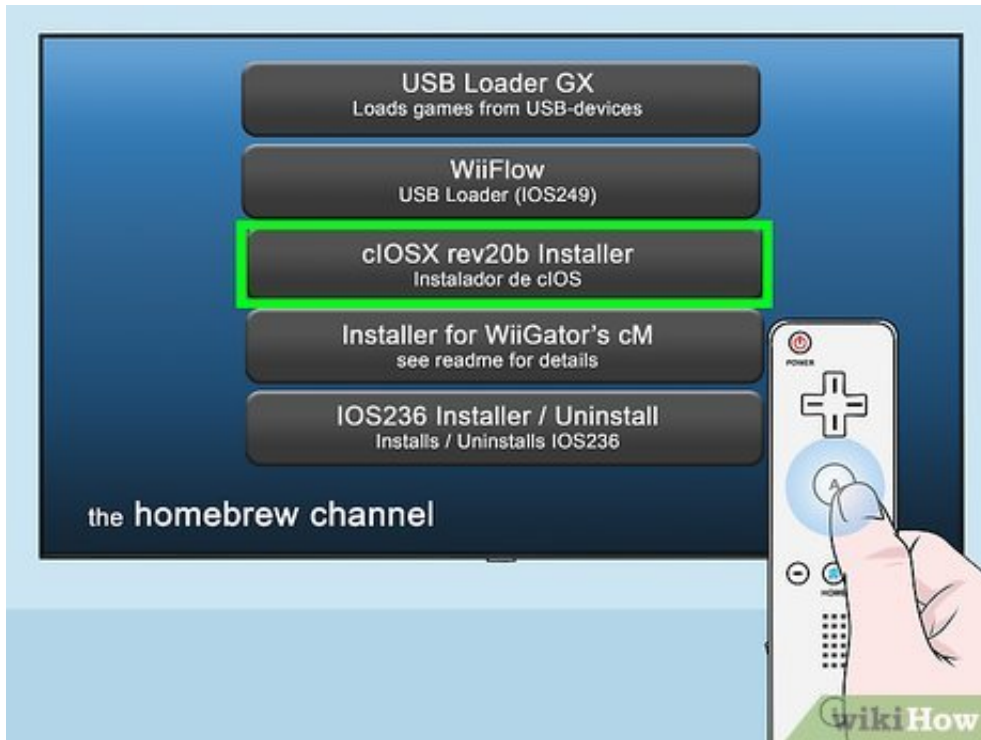 USB Loader GX
Loads games from USB-devices
WiiFlow
USB Loader (IOS249)
cIOSX rev20b Installer
Instalador de cIOS
Installer for WiiGator's cM
see readme for details
IOS236 Installer / Uninstall
Installs / Uninstalls IOS236
the homebrew channel
POWER
A
wikiHow